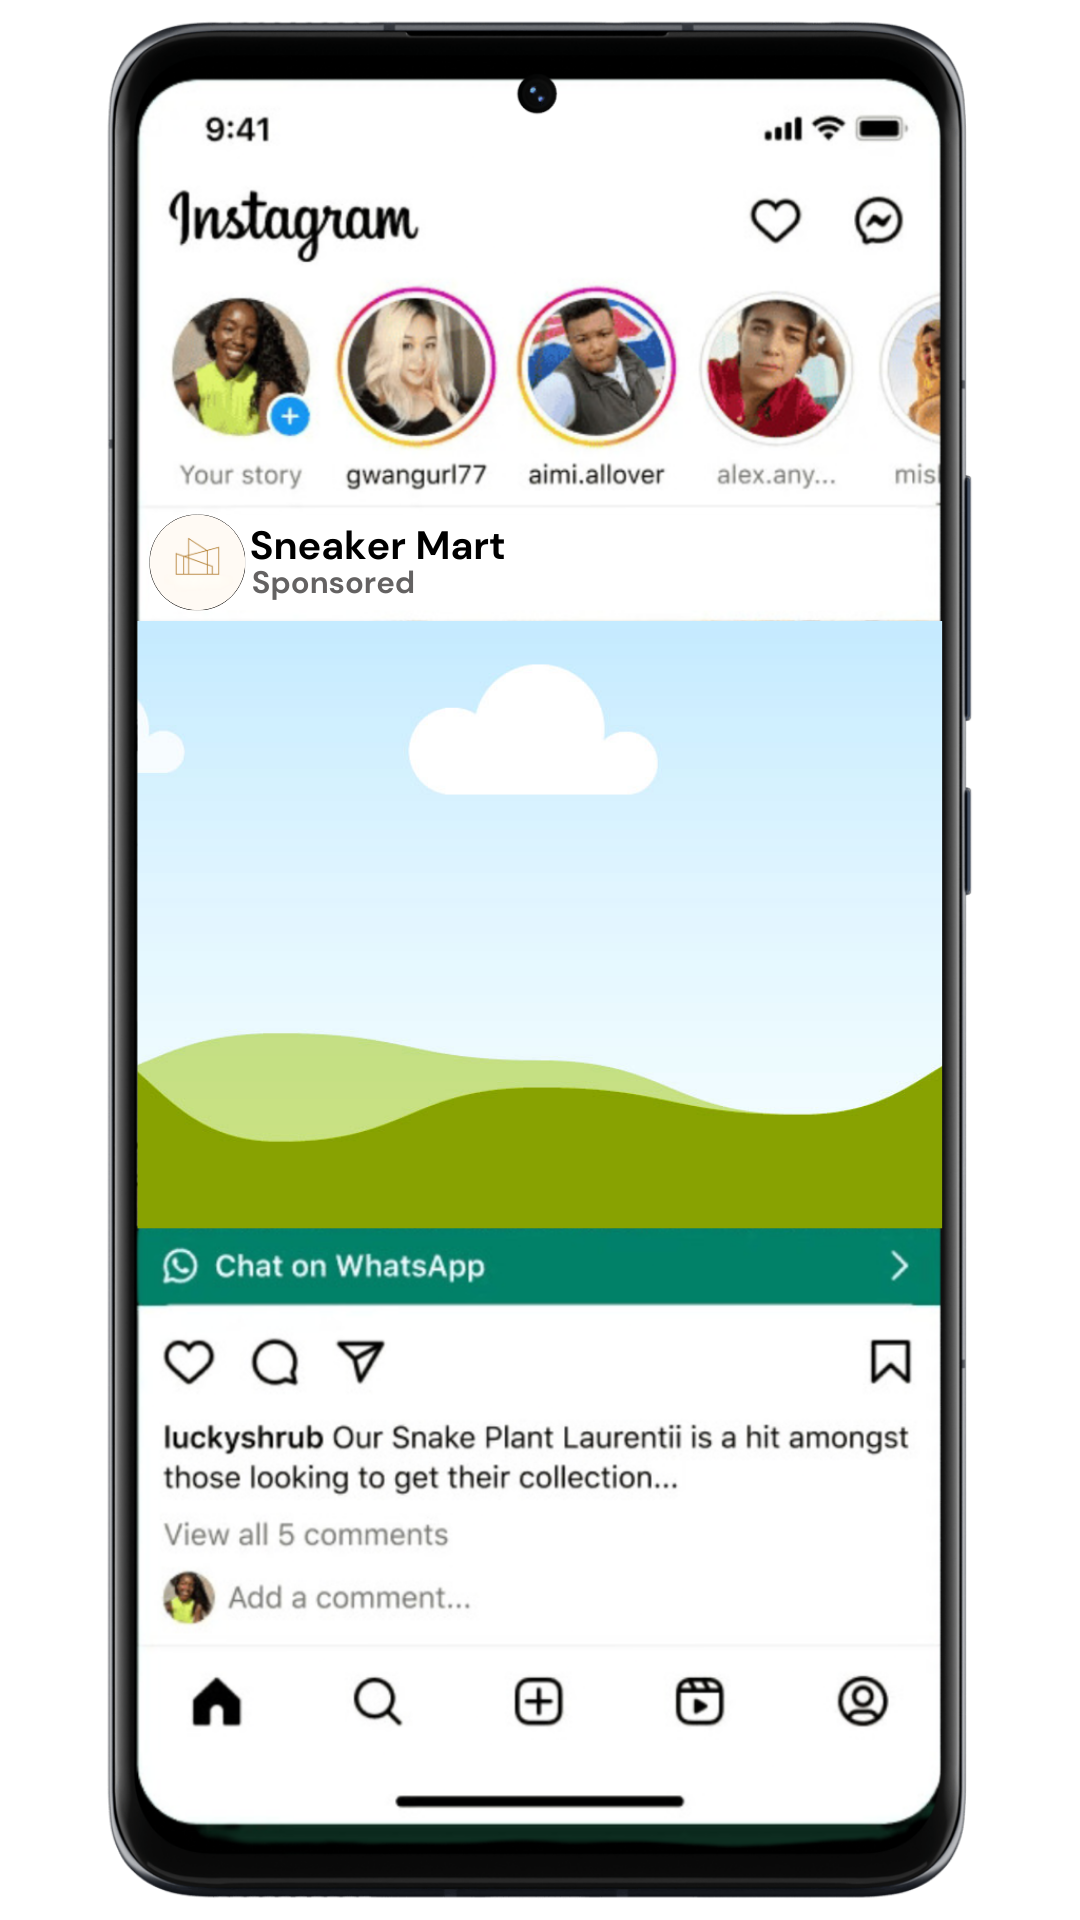 9:41
Instagram
Your story
gwangurl77
aimi.allover
alex.any...
Sneaker Mart
Sponsored
Chat on WhatsApp
luckyshrub Our Snake Plant Laurentii is a hit amongst
those looking to get their collection...
View all 5 comments
Add a comment...